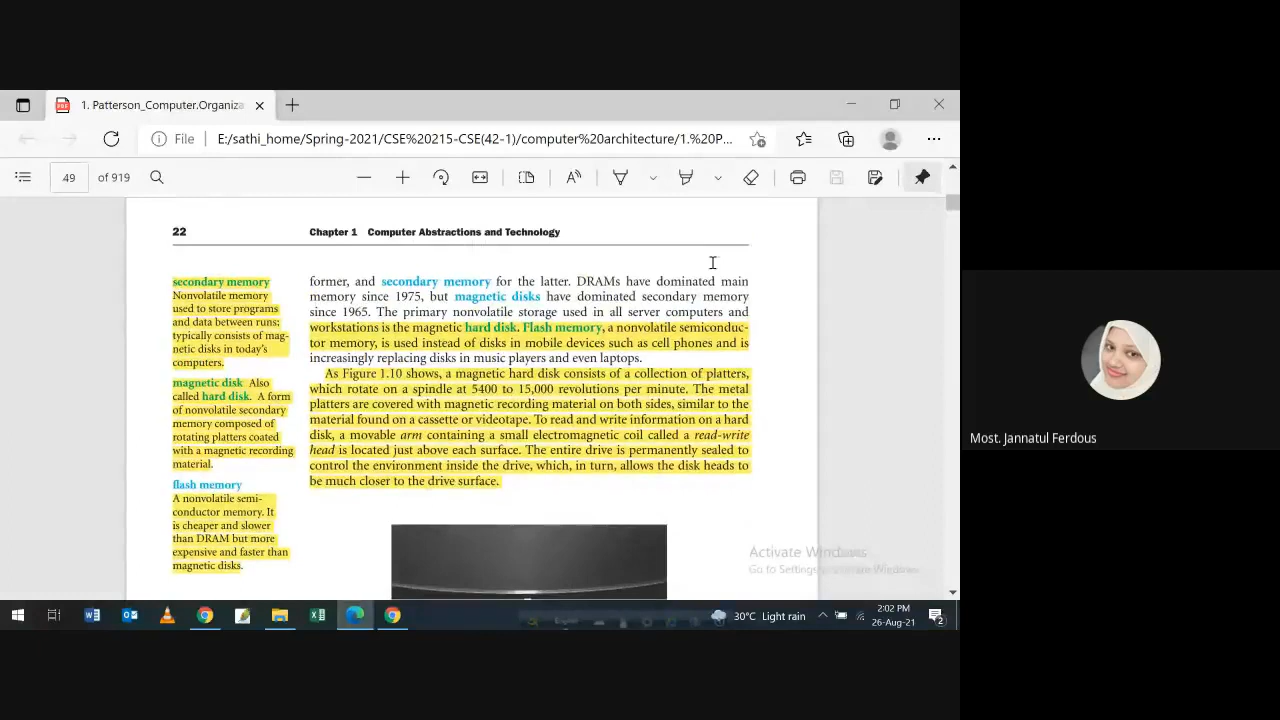 1. Patterson_Computer.Organiza
File
E:/sathi_home/Spring-2021/CSE%20215-CSE(42-1)/computer%20architecture/1.%20P...
49 of 919
22
Chapter 1 Computer Abstractions and Technology
secondary memory
Nonvolatile memory
used to store programs
and data between runs;
typically consists of mag-
netic disks in today's
computers.
magnetic disk Also
called hard disk. A form
of nonvolatile secondary
memory composed of
rotating platters coated
with a magnetic recording
material.
flash memory
A nonvolatile semi-
conductor memory. It
is cheaper and slower
than DRAM but more
expensive and faster than
magnetic disks.
former, and secondary memory for the latter. DRAMs have dominated main
memory since 1975, but magnetic disks have dominated secondary memory
since 1965. The primary nonvolatile storage used in all server computers and
workstations is the magnetic hard disk. Flash memory, a nonvolatile semiconduc-
tor memory, is used instead of disks in mobile devices such as cell phones and is
increasingly replacing disks in music players and even laptops.
As Figure 1.10 shows, a magnetic hard disk consists of a collection of platters,
which rotate on a spindle at 5400 to 15,000 revolutions per minute. The metal
platters are covered with magnetic recording material on both sides, similar to the
material found on a cassette or videotape. To read and write information on a hard
disk, a movable arm containing a small electromagnetic coil called a read-write
head is located just above each surface. The entire drive is permanently sealed to
control the environment inside the drive, which, in turn, allows the disk heads to
be much closer to the drive surface.
Activate Windows
Go to Settings to activate Windows.
30°C Light rain
2:02 PM
26-Aug-21
2
Most. Jannatul Ferdous